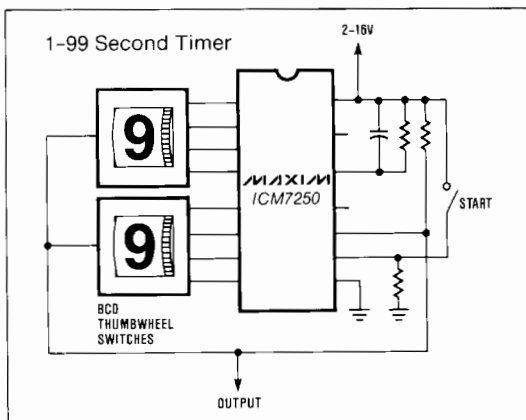 1-99 Second Timer
2-16V
9
MAXIM
ICM7250
START
9
BCD
THUMBWHEEL
SWITCHES
OUTPUT